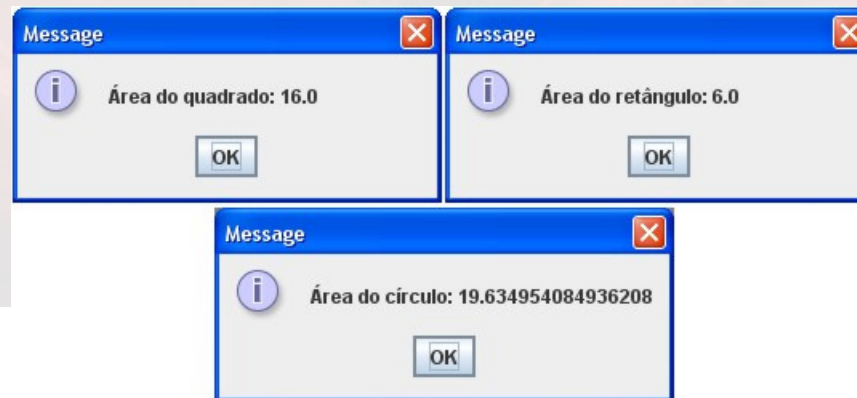 Message
Área do quadrado: 16.0
OK
Message
Área do retângulo: 6.0
OK
Message
Área do círculo: 19.634954084936208
OK